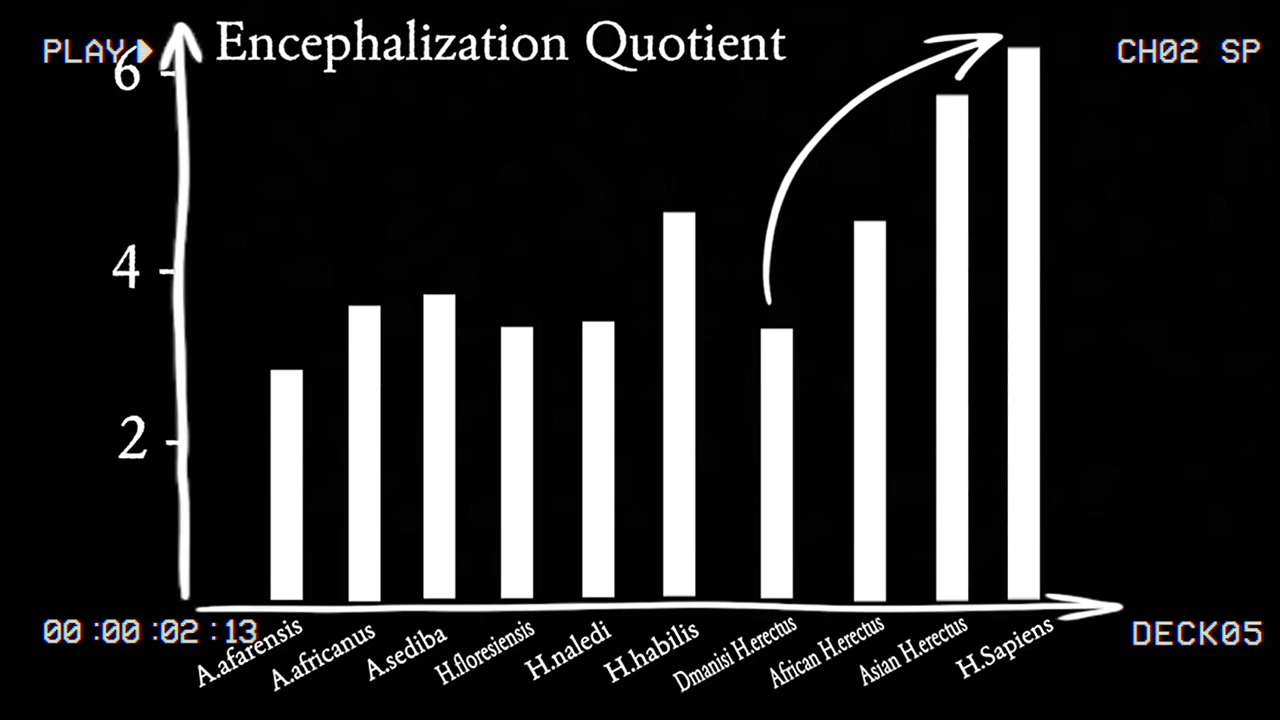 PLAY
Encephalization Quotient
CH02 SP
6
4
2
00:00:02:13
DECK05
A.afarensis
A.africanus
A.sediba
H.floresiensis
H.naledi
H.habilis
Dmanisi H.erectus
African H.erectus
Asian H.erectus
H.Sapiens